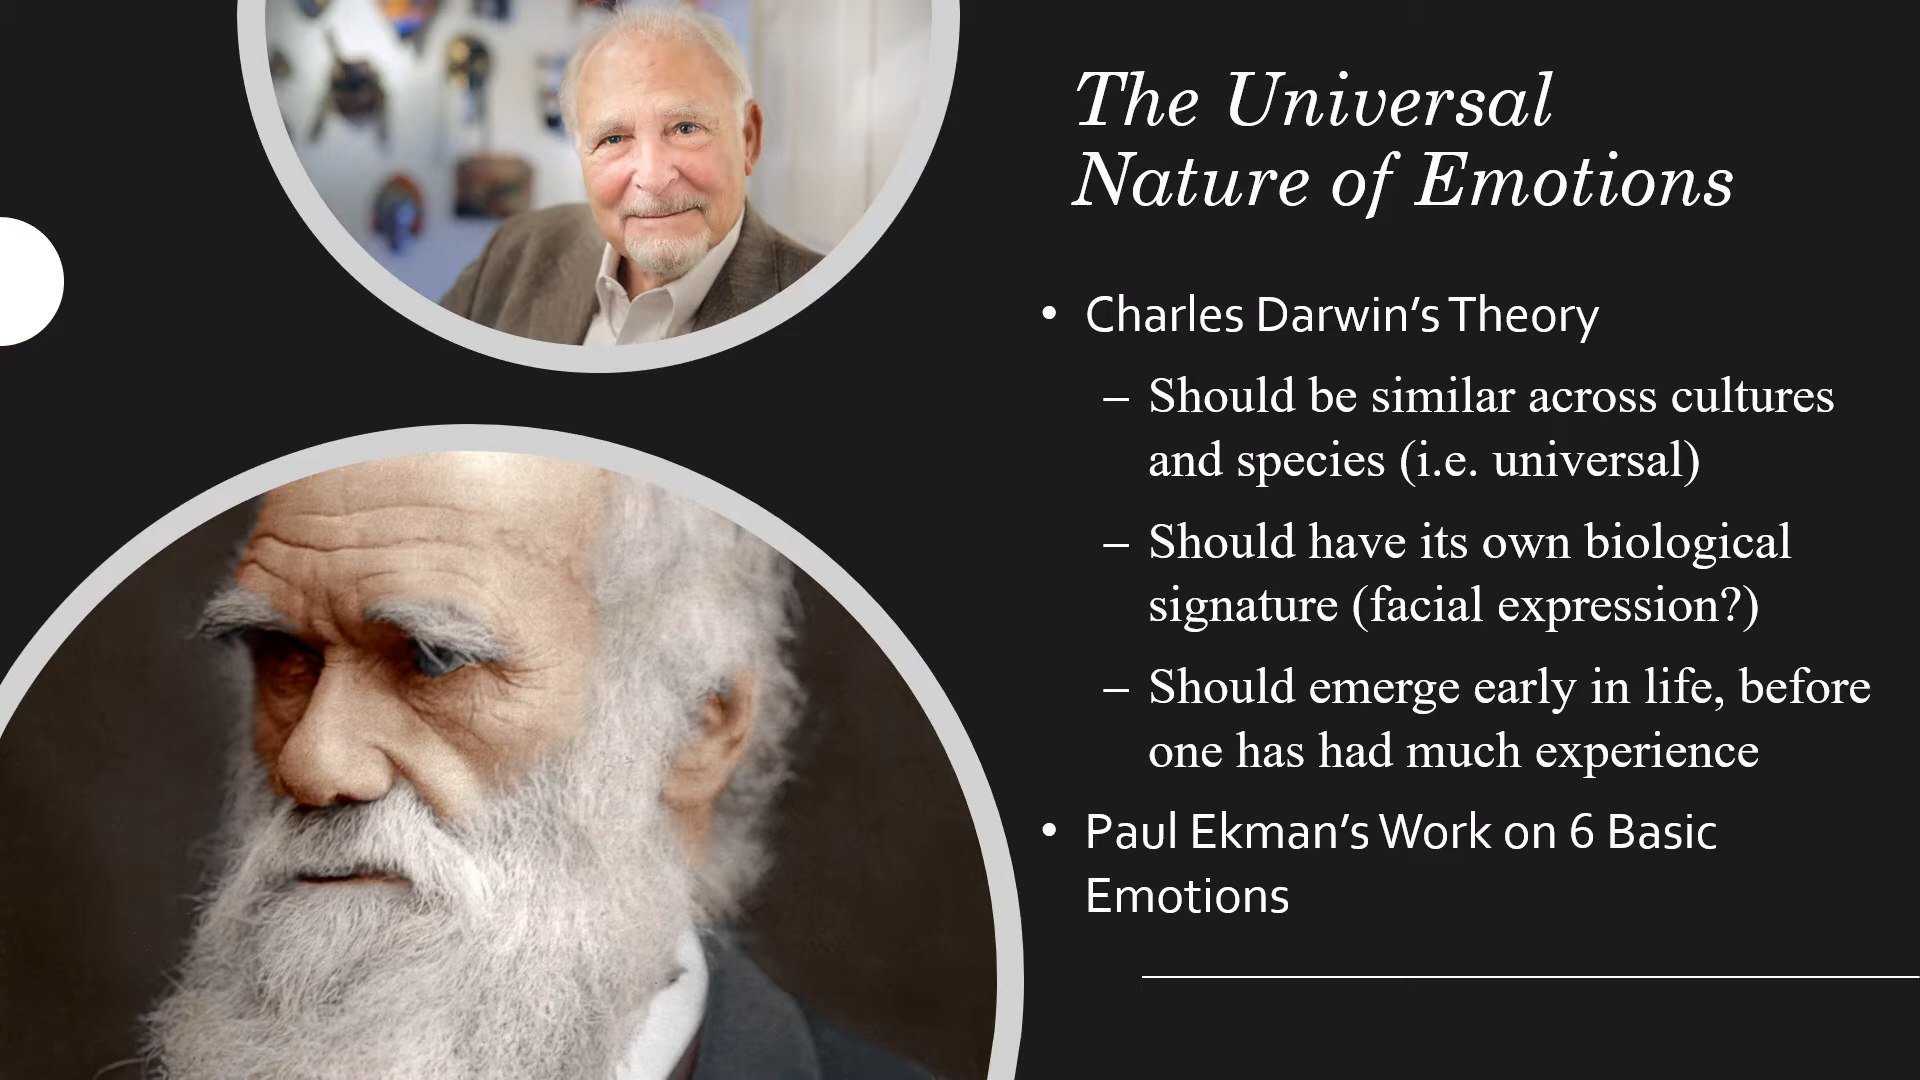 The Universal
Nature of Emotions
• Charles Darwin's Theory
– Should be similar across cultures
and species (i.e. universal)
– Should have its own biological
signature (facial expression?)
– Should emerge early in life, before
one has had much experience
• Paul Ekman's Work on 6 Basic
Emotions